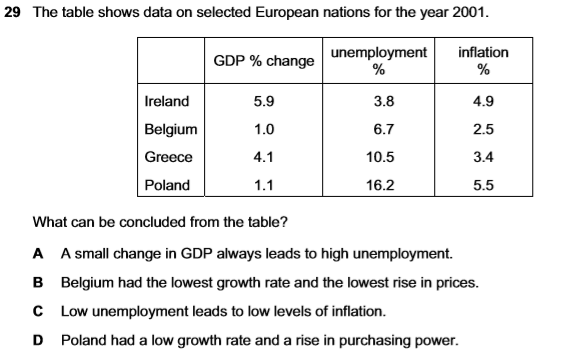 29 The table shows data on selected European nations for the year 2001.
GDP % change unemployment % inflation %
Ireland 5.9 3.8 4.9
Belgium 1.0 6.7 2.5
Greece 4.1 10.5 3.4
Poland 1.1 16.2 5.5
What can be concluded from the table?
A A small change in GDP always leads to high unemployment.
B Belgium had the lowest growth rate and the lowest rise in prices.
C Low unemployment leads to low levels of inflation.
D Poland had a low growth rate and a rise in purchasing power.